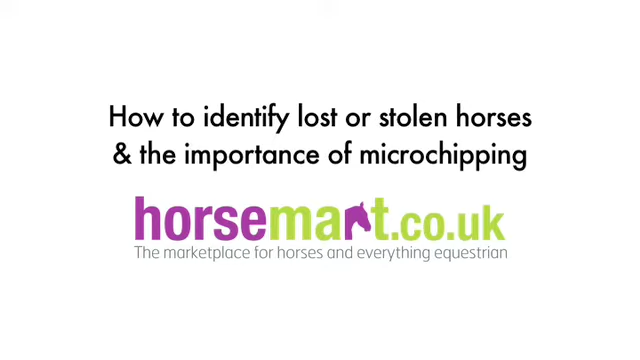 How to identify lost or stolen horses
& the importance of microchipping
horsemart.co.uk
The marketplace for horses and everything equestrian